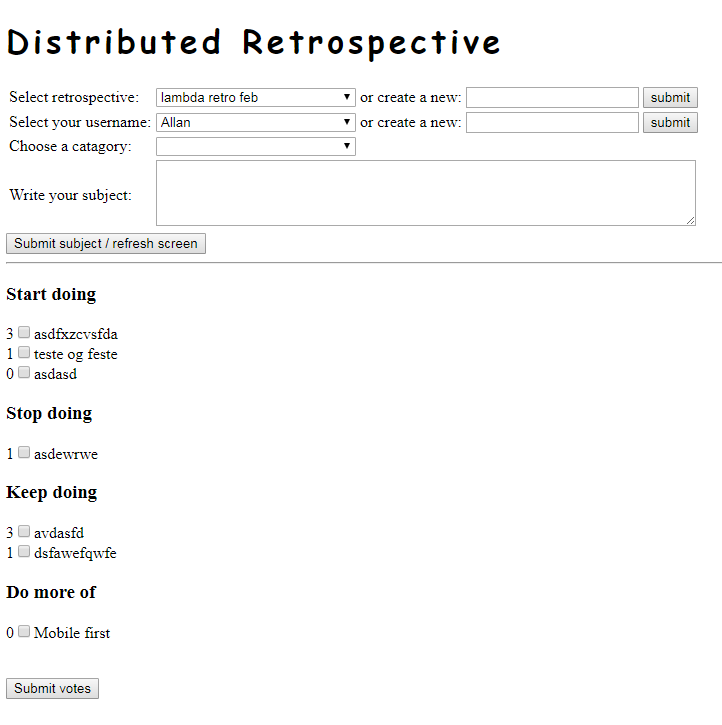 Distributed Retrospective
Select retrospective: lambda retro feb or create a new: submit
Select your username: Allan or create a new: submit
Choose a catagory:
Write your subject:
Submit subject / refresh screen
Start doing
3 asdfxzcvsfda
1 teste og feste
0 asdasd
Stop doing
1 asdewrwe
Keep doing
3 avdasfd
1 dsfawefqwfe
Do more of
0 Mobile first
Submit votes